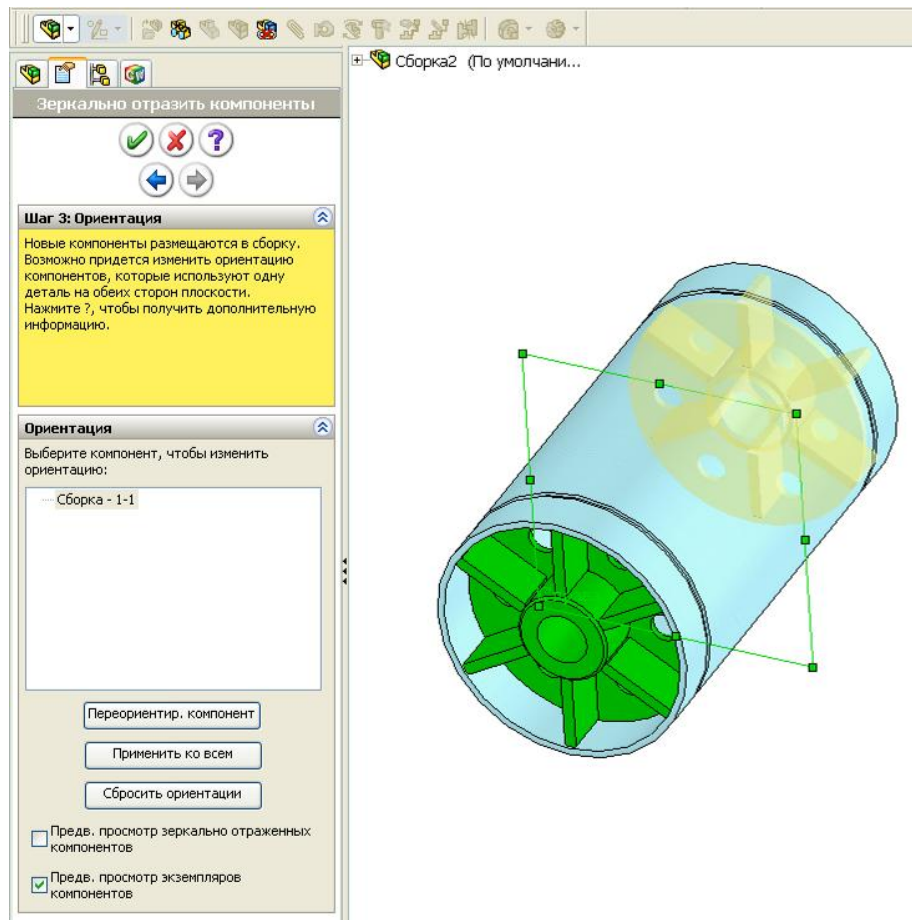 Сборка2 (По умолчани...
Зеркально отразить компоненты
?
Шаг 3: Ориентация
Новые компоненты размещаются в сборку.
Возможно придется изменить ориентацию
компонентов, которые используют одну
деталь на обеих сторон плоскости.
Нажмите ?, чтобы получить дополнительную
информацию.
Ориентация
Выберите компонент, чтобы изменить
ориентацию:
Сборка - 1-1
Переориентир. компонент
Применить ко всем
Сбросить ориентации
Предв. просмотр зеркально отраженных
компонентов
Предв. просмотр экземпляров
компонентов